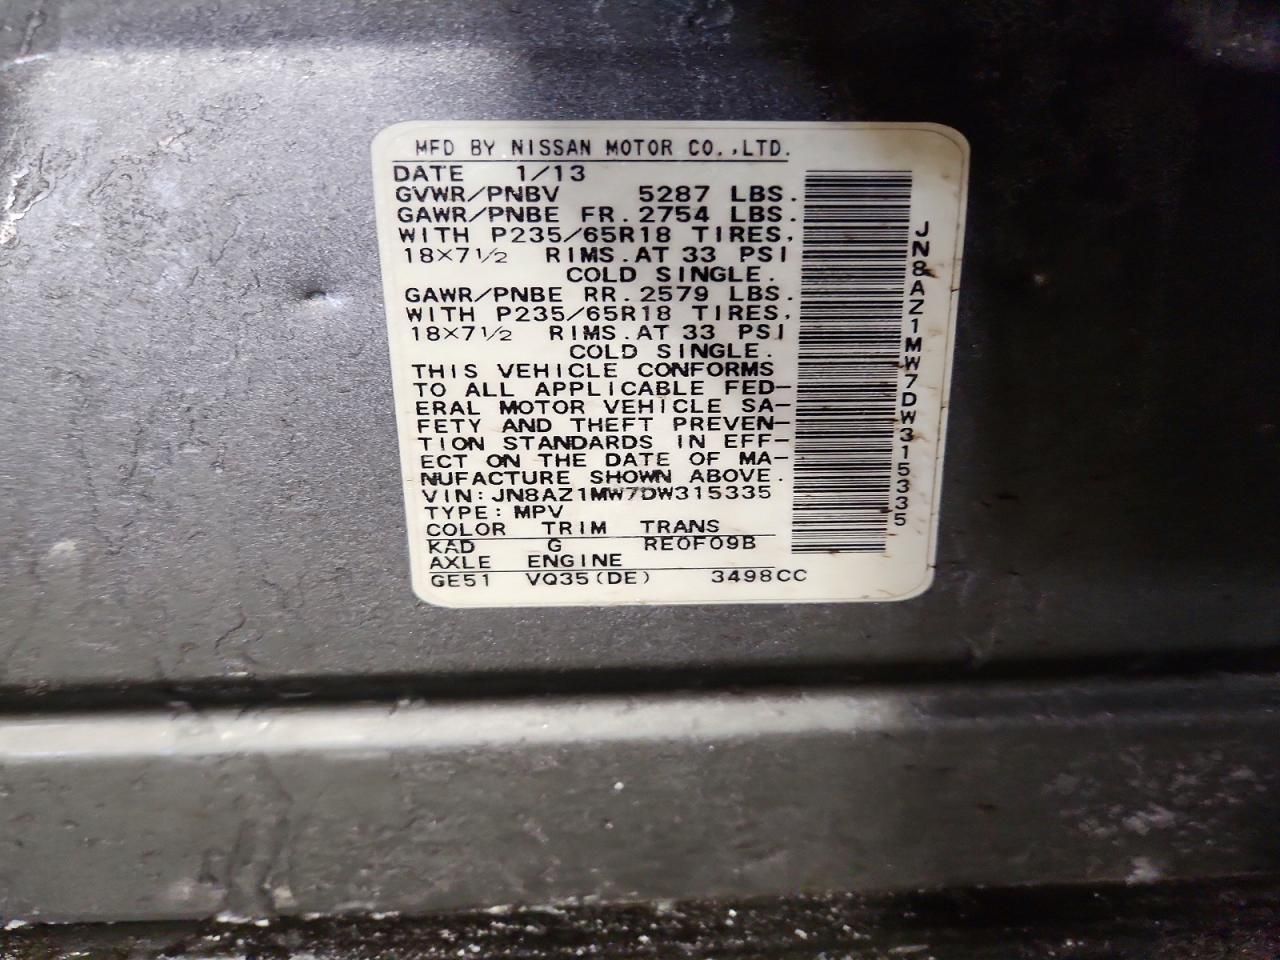 MFD BY NISSAN MOTOR CO.,LTD.
DATE 1/13
GVWR/PNBV 5287 LBS.
GAWR/PNBE FR. 2754 LBS.
WITH P235/65R18 TIRES,
18×7 1/2 RIMS. AT 33 PSI
COLD SINGLE.
GAWR/PNBE RR. 2579 LBS.
WITH P235/65R18 TIRES,
18×7 1/2 RIMS. AT 33 PSI
COLD SINGLE.
THIS VEHICLE CONFORMS
TO ALL APPLICABLE FED-
ERAL MOTOR VEHICLE SA-
FETY AND THEFT PREVEN-
TION STANDARDS IN EFF-
ECT ON THE DATE OF MA-
NUFACTURE SHOWN ABOVE.
VIN: JN8AZ1MW7DW315335
TYPE: MPV
COLOR TRIM TRANS
KAD G RE0F09B
AXLE ENGINE
GE51 VQ35(DE) 3498CC
JN8AZ1MW7DW315335